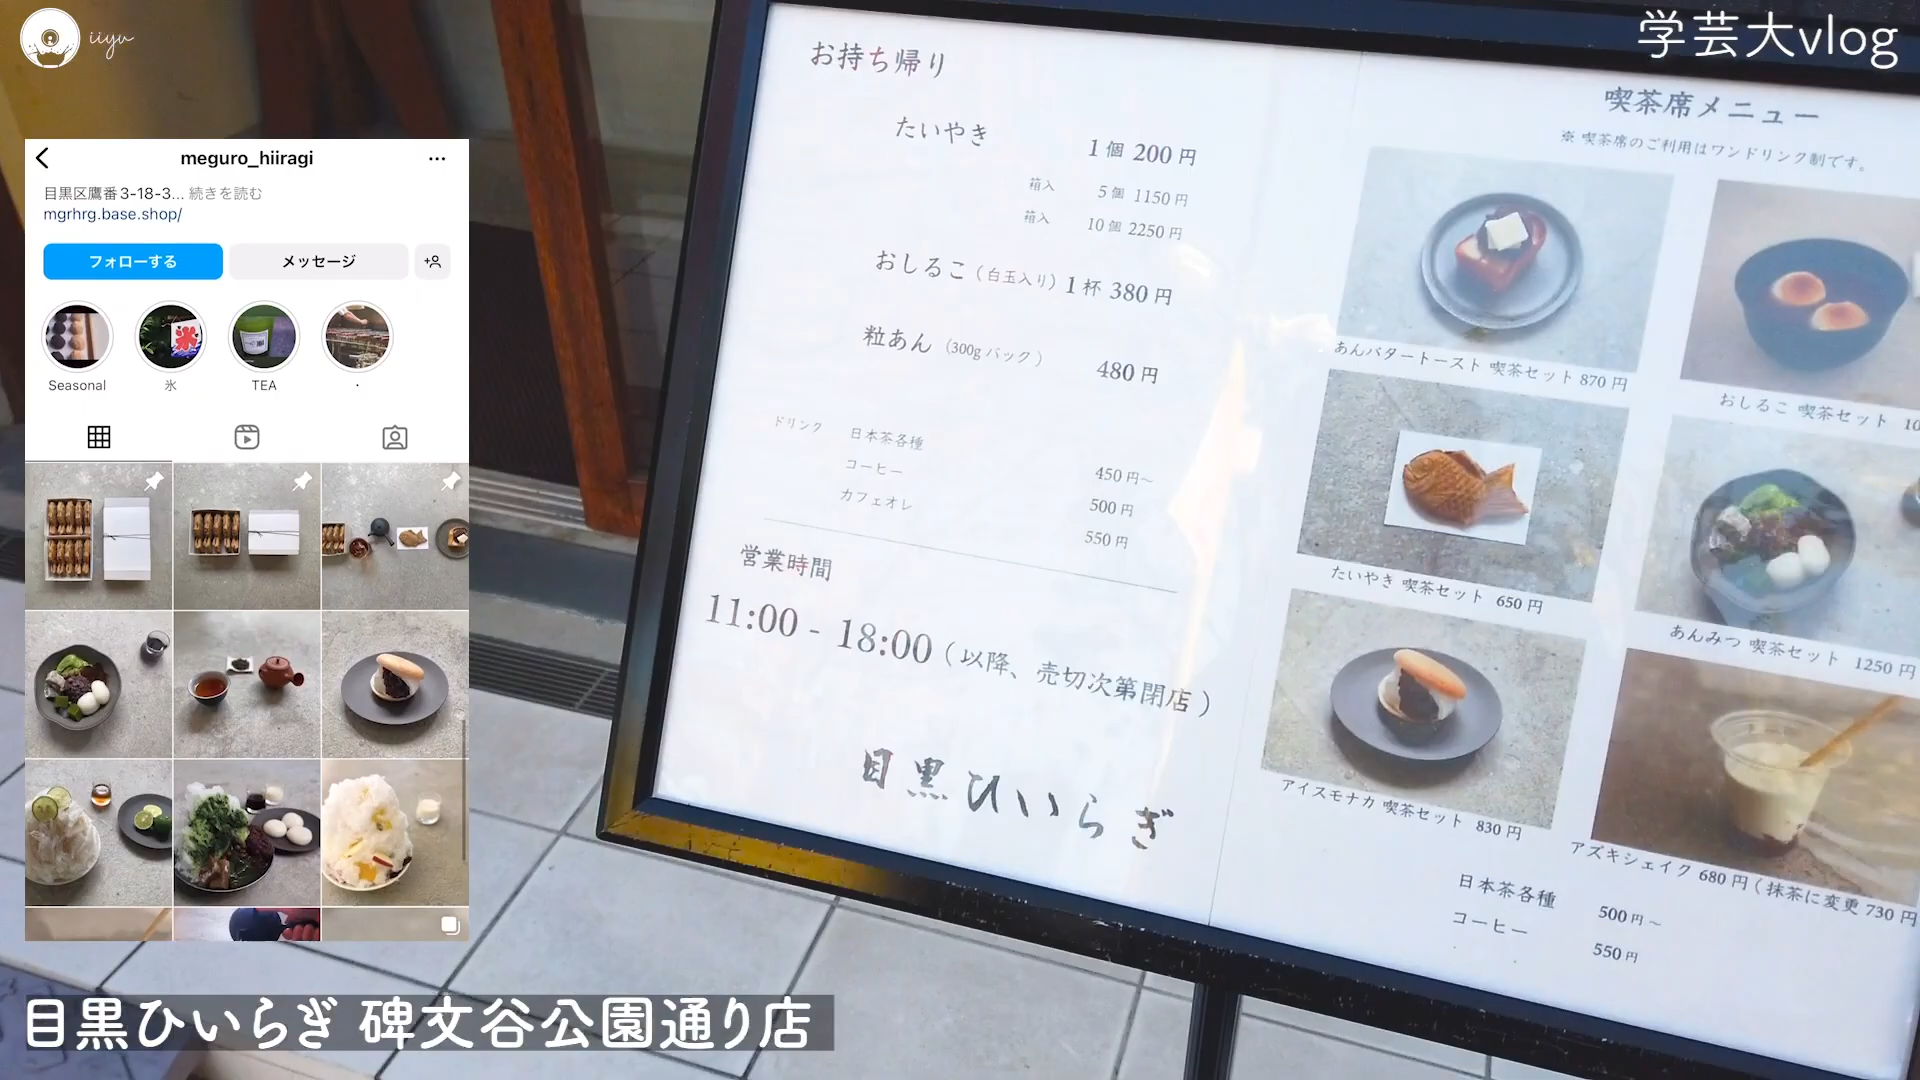 iiyu
学芸大vlog
meguro_hiiragi
目黒区鷹番3-18-3... 続きを読む
mgrhrg.base.shop/
フォローする
メッセージ
Seasonal
氷
TEA
お持ち帰り
たいやき 1個 200円
箱入 5個 1150円
箱入 10個 2250円
おしるこ（白玉入り）1杯 380円
粒あん（300gパック） 480円
ドリンク 日本茶各種 450円〜
コーヒー 500円
カフェオレ 550円
営業時間
11:00 - 18:00（以降、売切次第閉店）
目黒ひいらぎ
喫茶席メニュー
※ 喫茶席のご利用はワンドリンク制です。
あんバタートースト 喫茶セット 870円
おしるこ 喫茶セット
たいやき 喫茶セット 650円
あんみつ 喫茶セット 1250円
アイスモナカ 喫茶セット 830円
アズキシェイク 680円（抹茶に変更 730円
日本茶各種 500円〜
コーヒー 550円
目黒ひいらぎ 碑文谷公園通り店